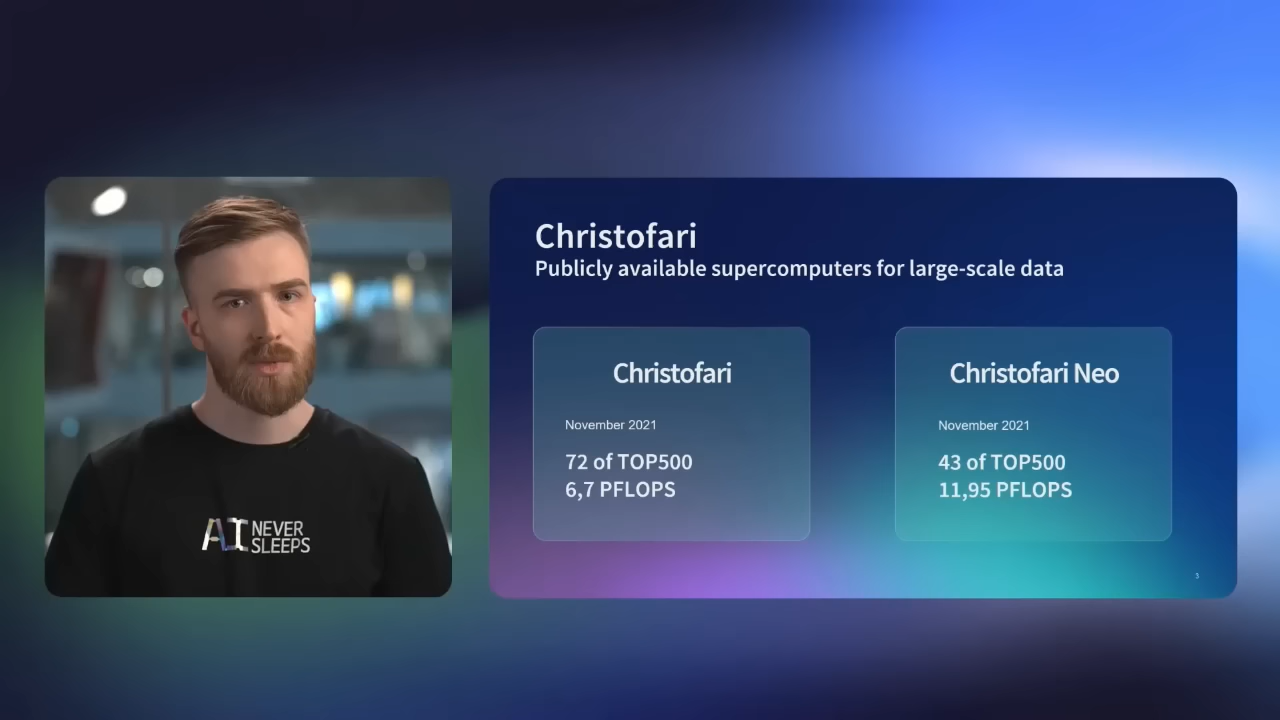 AI NEVER
SLEEPS
Christofari
Publicly available supercomputers for large-scale data
Christofari
November 2021
72 of TOP500
6,7 PFLOPS
Christofari Neo
November 2021
43 of TOP500
11,95 PFLOPS
3